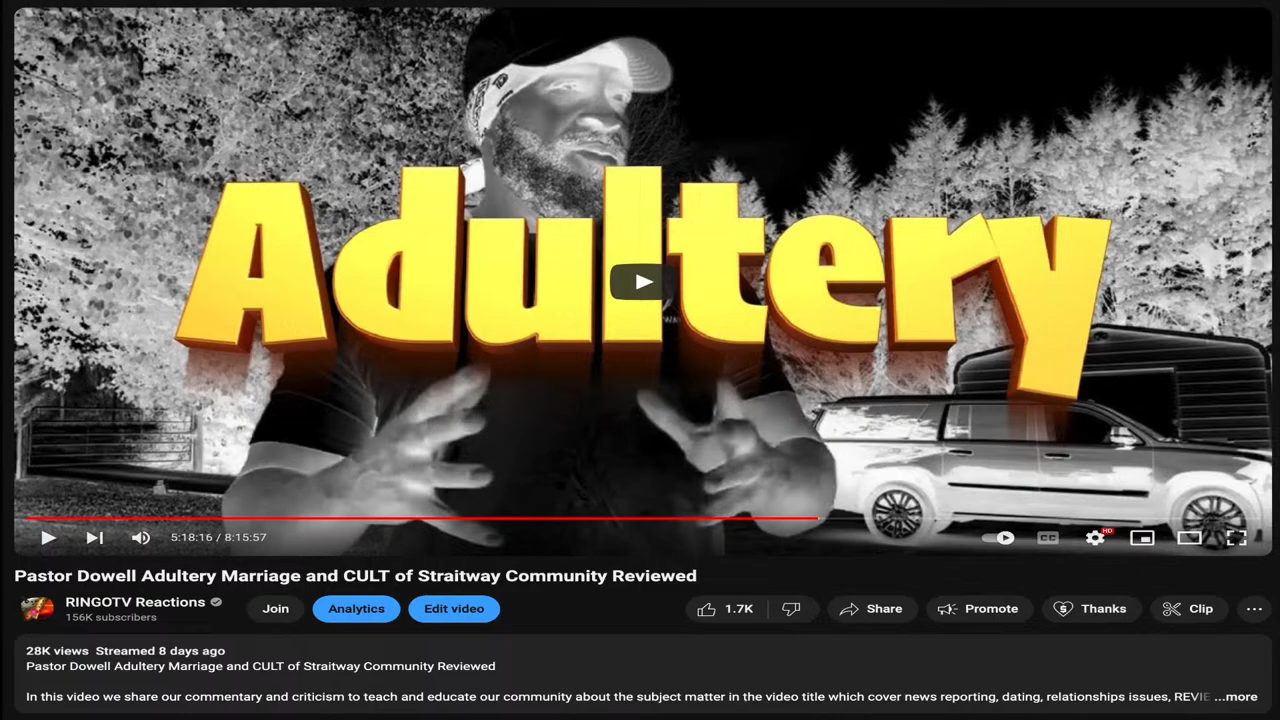 Adultery
5:18:16 / 8:15:57
CC
HD
Pastor Dowell Adultery Marriage and CULT of Straitway Community Reviewed
RINGOTV Reactions
156K subscribers
Join
Analytics
Edit video
1.7K
Share
Promote
Thanks
Clip
28K views Streamed 8 days ago
Pastor Dowell Adultery Marriage and CULT of Straitway Community Reviewed
In this video we share our commentary and criticism to teach and educate our community about the subject matter in the video title which cover news reporting, dating, relationships issues, REVIE ...more